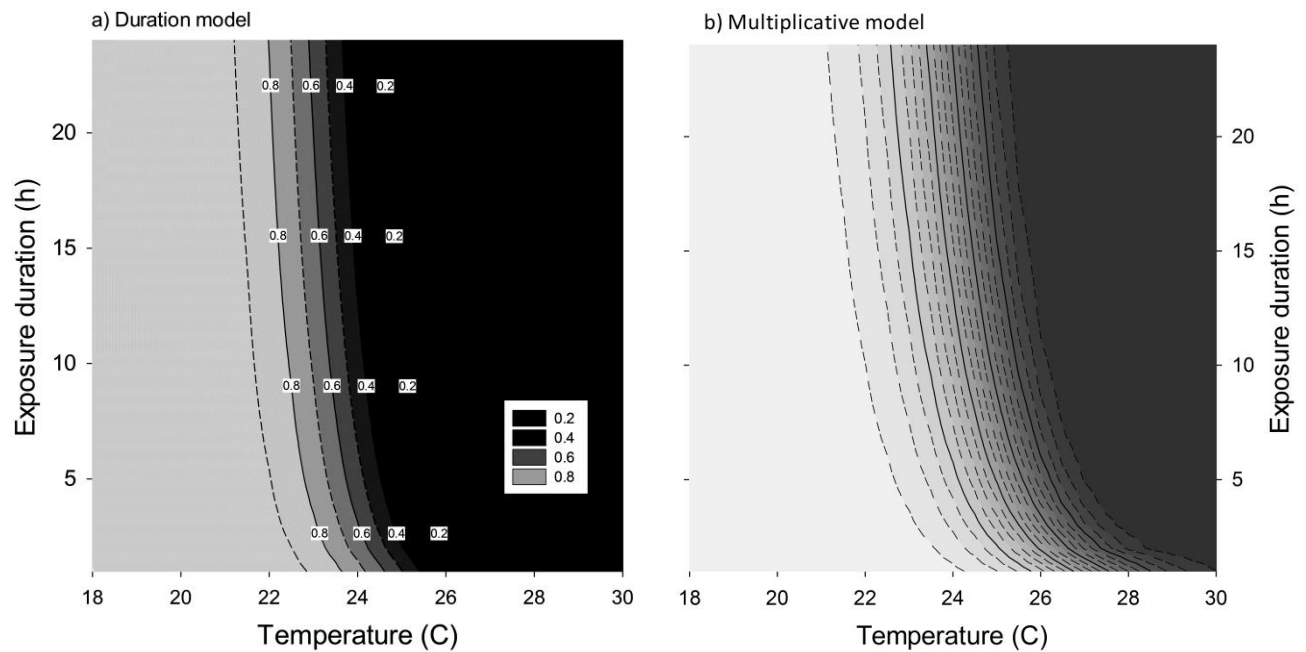 a) Duration model
b) Multiplicative model
0.8 0.6 0.4 0.2
20
20
0.8 0.6 0.4 0.2
15
15
Exposure duration (h)
Exposure duration (h)
10
10
0.8 0.6 0.4 0.2
0.2
0.4
0.6
0.8
5
5
0.8 0.6 0.4 0.2
18 20 22 24 26 28 30
18 20 22 24 26 28 30
Temperature (C)
Temperature (C)